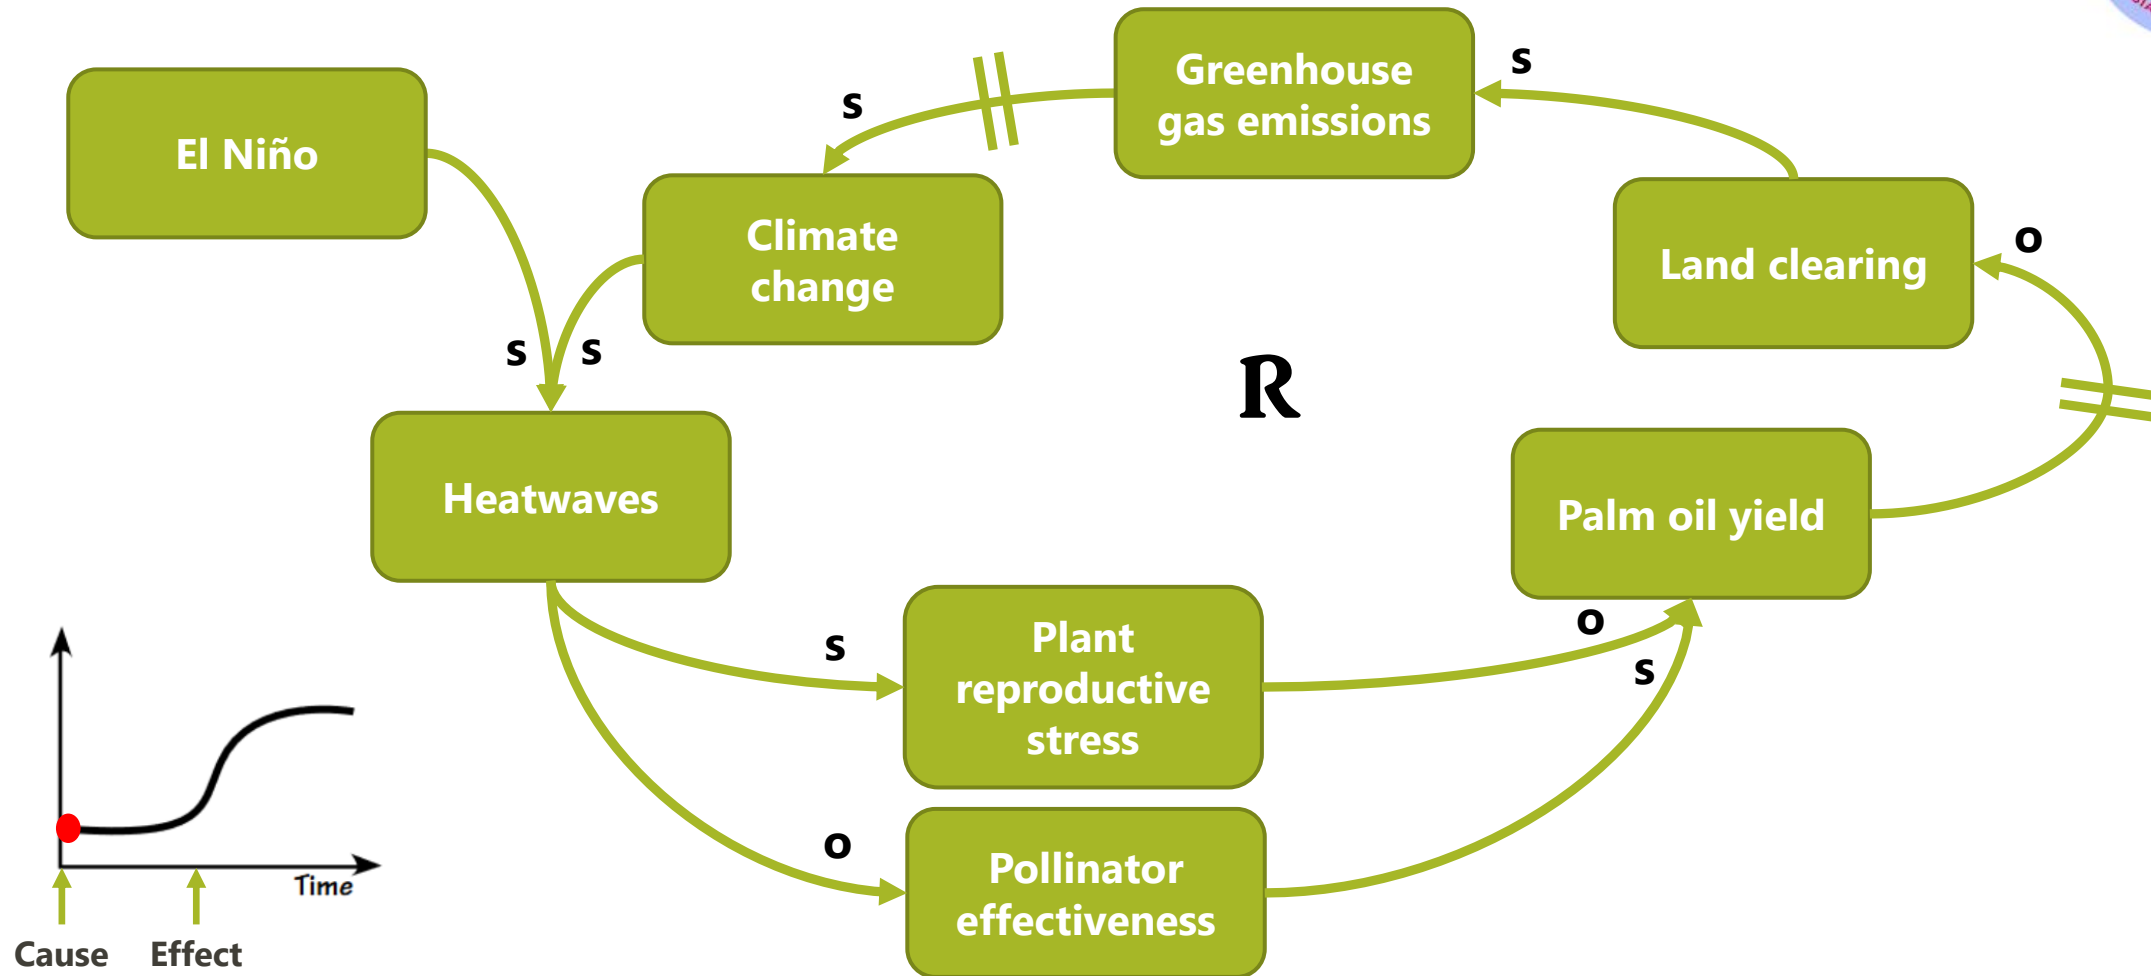 s
Greenhouse
gas emissions
s
El Niño
s
Climate
change
Land clearing
o
s
s
R
Heatwaves
Palm oil yield
s
Plant
reproductive
stress
o
s
o
Pollinator
effectiveness
Time
Cause
Effect